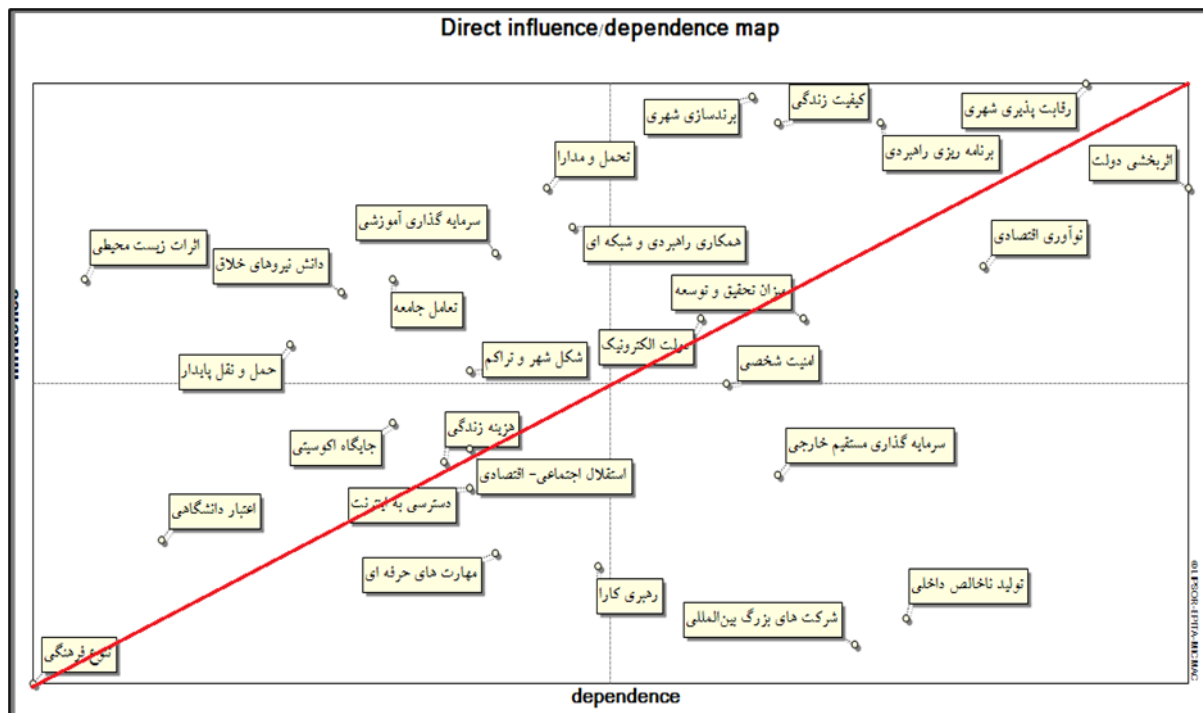 Direct influence/dependence map
کیفیت زندگی
رقابت پذیری شهری
برندسازی شهری
برنامه ریزی راهبردی
تحمل و مدارا
اثربخشی دولت
سرمایه گذاری آموزشی
همکاری راهبردی و شبکه ای
نوآوری اقتصادی
اثرات زیست محیطی
دانش نیروهای خلاق
میزان تحقیق و توسعه
تعامل جامعه
دولت الکترونیک
شکل شهر و تراکم
امنیت شخصی
حمل و نقل پایدار
هزینه زندگی
جایگاه اکوسیتی
سرمایه گذاری مستقیم خارجی
استقلال اجتماعی- اقتصادی
دسترسی به اینترنت
اعتبار دانشگاهی
مهارت های حرفه ای
رهبری کارا
تولید ناخالص داخلی
شرکت های بزرگ بین‌المللی
تنوع فرهنگی
dependence
© LIPSOR-EPITA-MICMAC